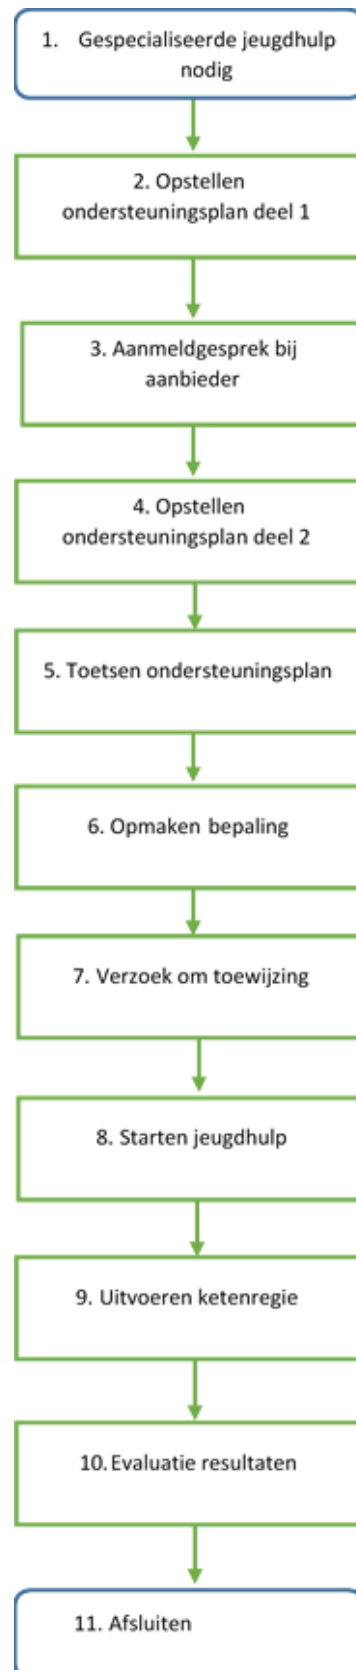 1. Gespecialiseerde jeugdhulp
nodig
2. Opstellen
ondersteuningsplan deel 1
3. Aanmeldgesprek bij
aanbieder
4. Opstellen
ondersteuningsplan deel 2
5. Toetsen ondersteuningsplan
6. Opmaken bepaling
7. Verzoek om toewijzing
8. Starten jeugdhulp
9. Uitvoeren ketenregie
10. Evaluatie resultaten
11. Afsluiten